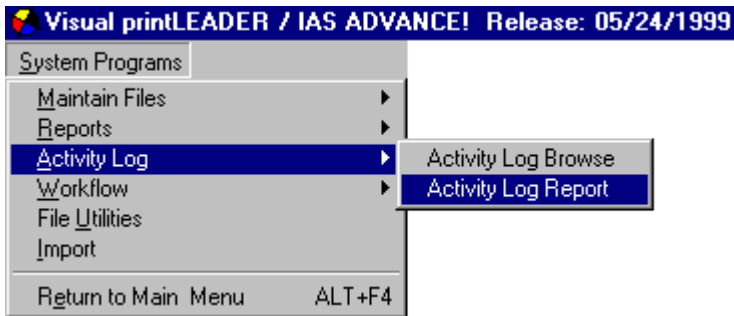 Visual printLEADER / IAS ADVANCE!  Release: 05/24/1999
System Programs
Maintain Files
Reports
Activity Log
Activity Log Browse
Workflow
Activity Log Report
File Utilities
Import
Return to Main  Menu ALT+F4